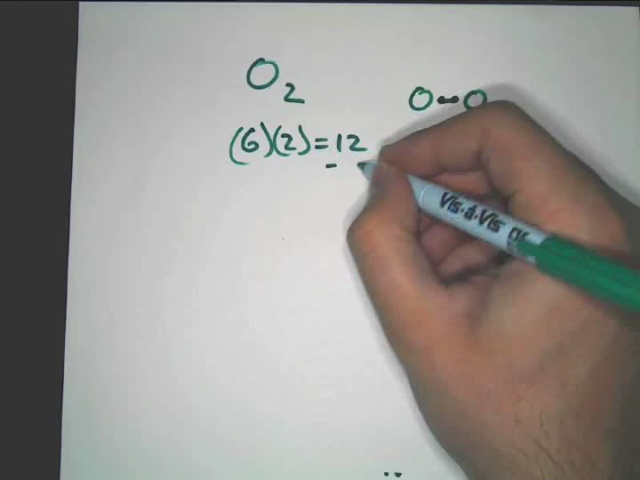 O₂
O-O
(6)(2)=12
-
Vis-à-Vis